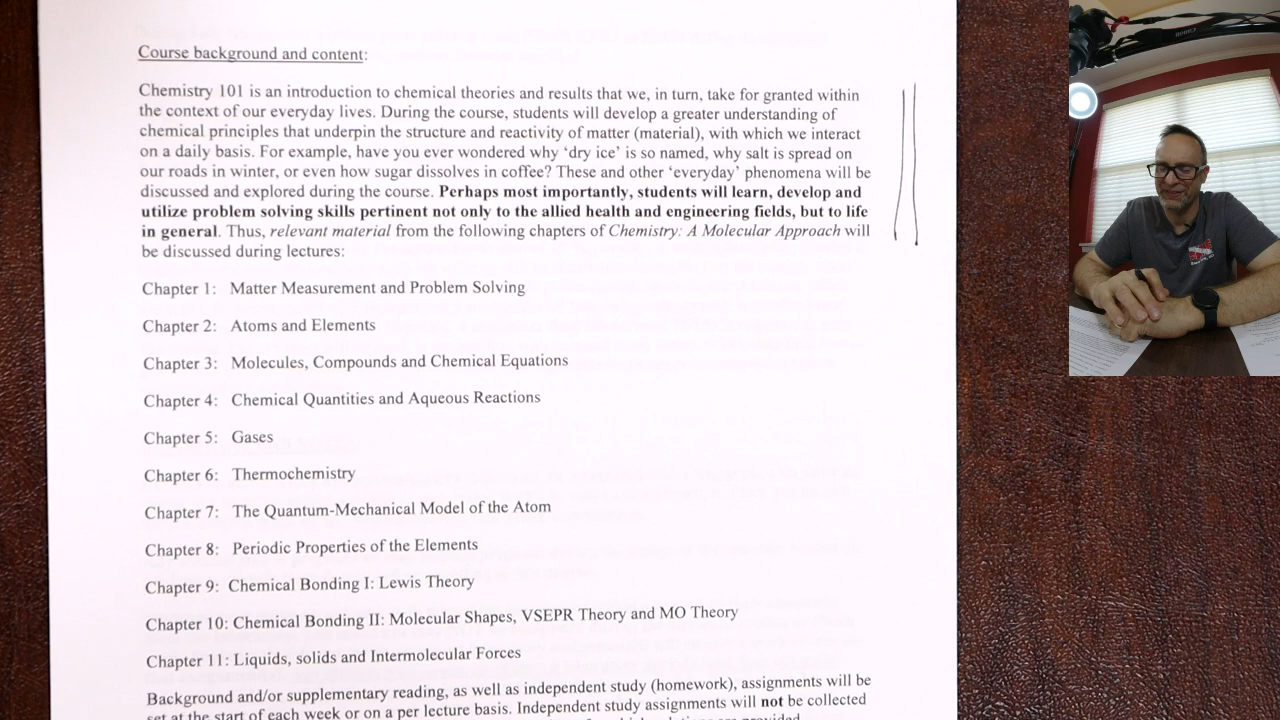 Course background and content:
Chemistry 101 is an introduction to chemical theories and results that we, in turn, take for granted within
the context of our everyday lives. During the course, students will develop a greater understanding of
chemical principles that underpin the structure and reactivity of matter (material), with which we interact
on a daily basis. For example, have you ever wondered why ‘dry ice’ is so named, why salt is spread on
our roads in winter, or even how sugar dissolves in coffee? These and other ‘everyday’ phenomena will be
discussed and explored during the course. Perhaps most importantly, students will learn, develop and
utilize problem solving skills pertinent not only to the allied health and engineering fields, but to life
in general. Thus, relevant material from the following chapters of Chemistry: A Molecular Approach will
be discussed during lectures:
Chapter 1: Matter Measurement and Problem Solving
Chapter 2: Atoms and Elements
Chapter 3: Molecules, Compounds and Chemical Equations
Chapter 4: Chemical Quantities and Aqueous Reactions
Chapter 5: Gases
Chapter 6: Thermochemistry
Chapter 7: The Quantum-Mechanical Model of the Atom
Chapter 8: Periodic Properties of the Elements
Chapter 9: Chemical Bonding I: Lewis Theory
Chapter 10: Chemical Bonding II: Molecular Shapes, VSEPR Theory and MO Theory
Chapter 11: Liquids, solids and Intermolecular Forces
Background and/or supplementary reading, as well as independent study (homework), assignments will be
set at the start of each week or on a per lecture basis. Independent study assignments will not be collected